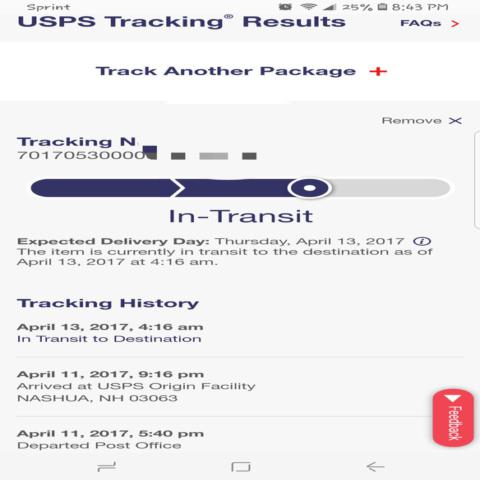 Sprint 25% 8:43 PM
USPS Tracking® Results FAQs >
Track Another Package +
Remove ×
Tracking N
70170530000
In-Transit
Expected Delivery Day: Thursday, April 13, 2017 ⓘ
The item is currently in transit to the destination as of
April 13, 2017 at 4:16 am.
Tracking History
April 13, 2017, 4:16 am
In Transit to Destination
April 11, 2017, 9:16 pm
Arrived at USPS Origin Facility
NASHUA, NH 03063
Feedback
April 11, 2017, 5:40 pm
Departed Post Office